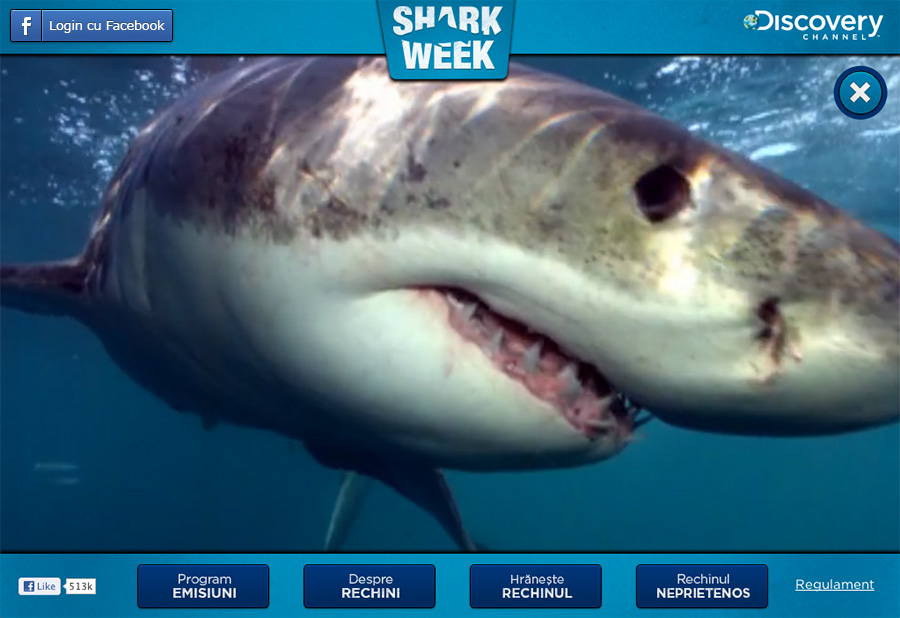 Login cu Facebook
SHARK
WEEK
Discovery
CHANNEL
Like
513k
Program
EMISIUNI
Despre
RECHINI
Hrănește
RECHINUL
Rechinul
NEPRIETENOS
Regulament